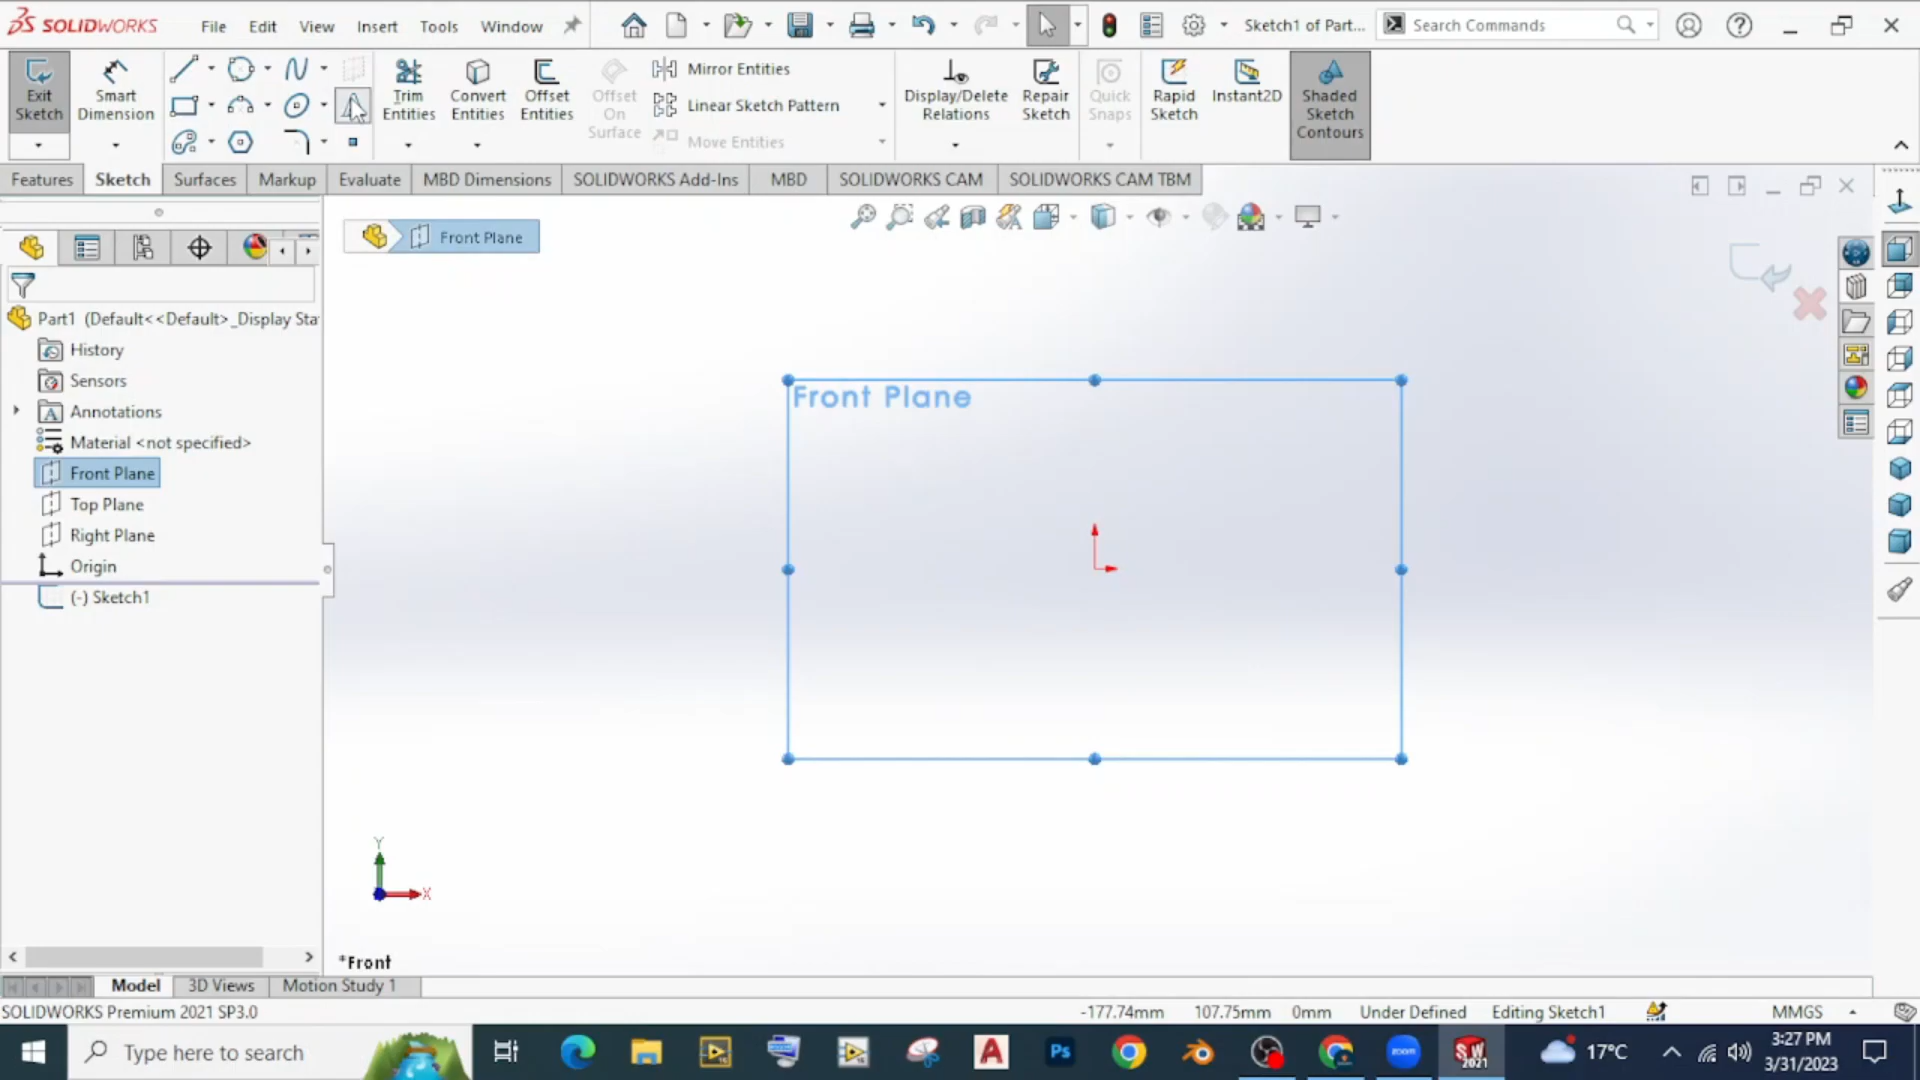 SOLIDWORKS File Edit View Insert Tools Window Sketch1 of Part... Search Commands
Exit Sketch
Smart Dimension
Trim Entities
Convert Entities
Offset Entities
Offset On Surface
Mirror Entities
Linear Sketch Pattern
Move Entities
Display/Delete Relations
Repair Sketch
Quick Snaps
Rapid Sketch
Instant2D
Shaded Sketch Contours
Features Sketch Surfaces Markup Evaluate MBD Dimensions SOLIDWORKS Add-Ins MBD SOLIDWORKS CAM SOLIDWORKS CAM TBM
Front Plane
Part1 (Default<<Default>_Display Sta
History
Sensors
Annotations
Material <not specified>
Front Plane
Top Plane
Right Plane
Origin
(-) Sketch1
Front Plane
Y
X
*Front
Model 3D Views Motion Study 1
SOLIDWORKS Premium 2021 SP3.0 -177.74mm 107.75mm 0mm Under Defined Editing Sketch1 MMGS
Type here to search
A
Ps
zoom
SW
2021
17°C
3:27 PM
3/31/2023